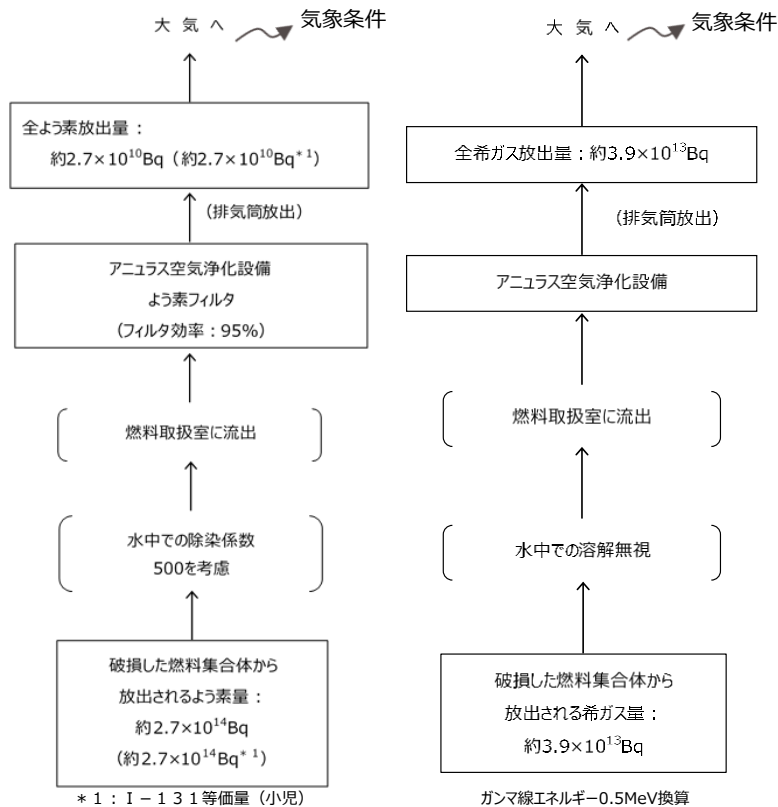 大 気 へ
気象条件
全よう素放出量：
約2.7×10¹⁰Bq（約2.7×10¹⁰Bq*¹）
（排気筒放出）
アニュラス空気浄化設備
よう素フィルタ
（フィルタ効率：95%）
燃料取扱室に流出
水中での除染係数
500を考慮
破損した燃料集合体から
放出されるよう素量：
約2.7×10¹⁴Bq
（約2.7×10¹⁴Bq*¹）
＊１：Ｉ－１３１等価量（小児）
大 気 へ
気象条件
全希ガス放出量：約3.9×10¹³Bq
（排気筒放出）
アニュラス空気浄化設備
燃料取扱室に流出
水中での溶解無視
破損した燃料集合体から
放出される希ガス量：
約3.9×10¹³Bq
ガンマ線エネルギー0.5MeV換算